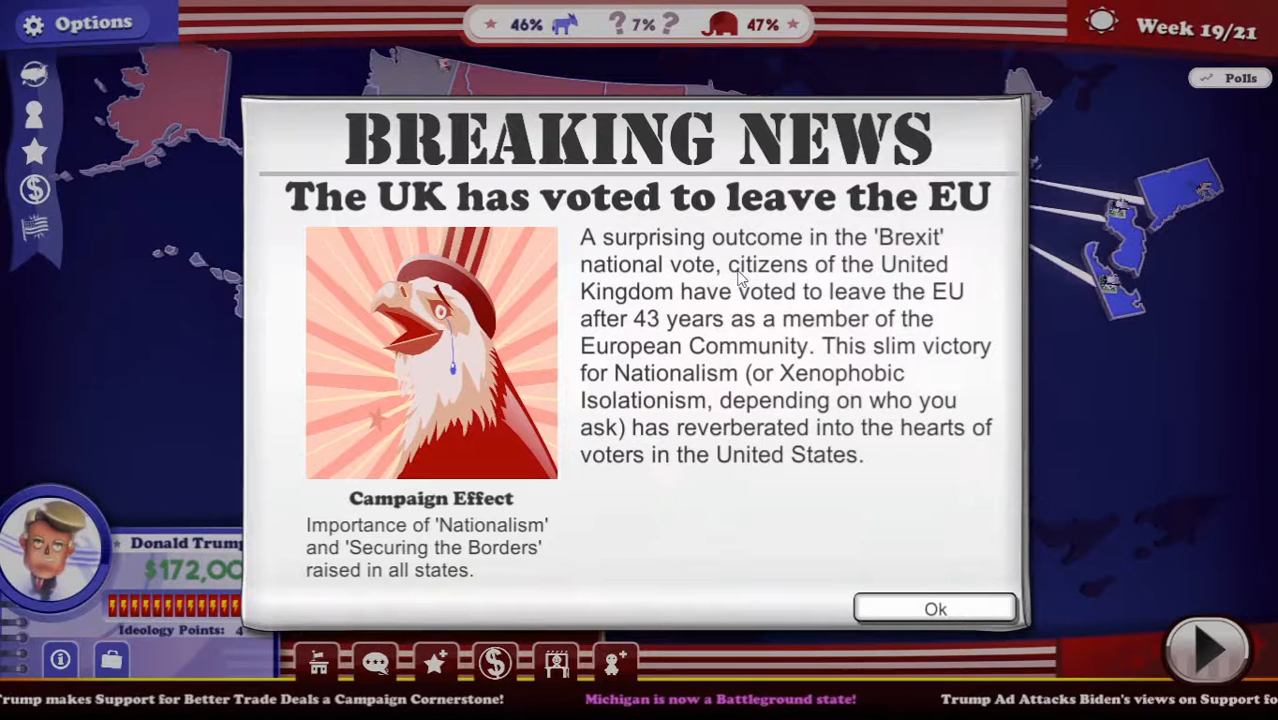 Options
46% ? 7% ? 47%
Week 19/21
Polls
BREAKING NEWS
The UK has voted to leave the EU
A surprising outcome in the 'Brexit'
national vote, citizens of the United
Kingdom have voted to leave the EU
after 43 years as a member of the
European Community. This slim victory
for Nationalism (or Xenophobic
Isolationism, depending on who you
ask) has reverberated into the hearts of
voters in the United States.
Campaign Effect
Importance of 'Nationalism'
and 'Securing the Borders'
raised in all states.
Ok
Donald Trump
$172,00
Ideology Points: 4
Trump makes Support for Better Trade Deals a Campaign Cornerstone! Michigan is now a Battleground state! Trump Ad Attacks Biden's views on Support fo